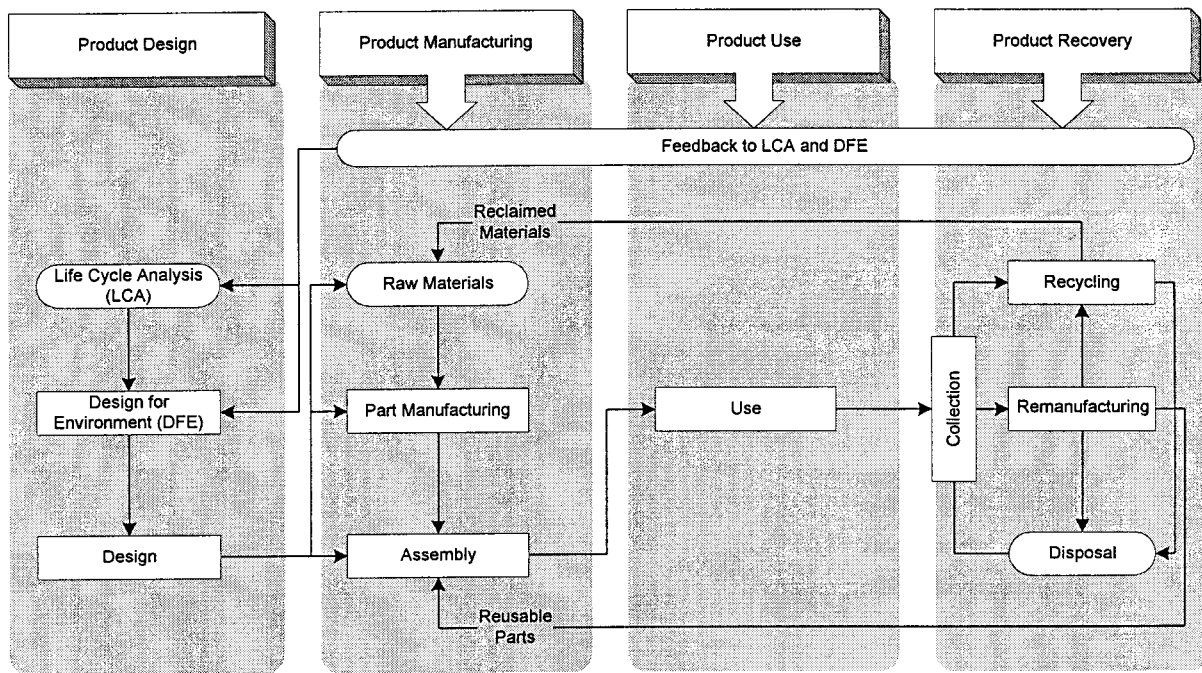 Product Design
Product Manufacturing
Product Use
Product Recovery
Feedback to LCA and DFE
Reclaimed
Materials
Life Cycle Analysis
(LCA)
Raw Materials
Recycling
Design for
Environment (DFE)
Part Manufacturing
Use
Collection
Remanufacturing
Design
Assembly
Disposal
Reusable
Parts